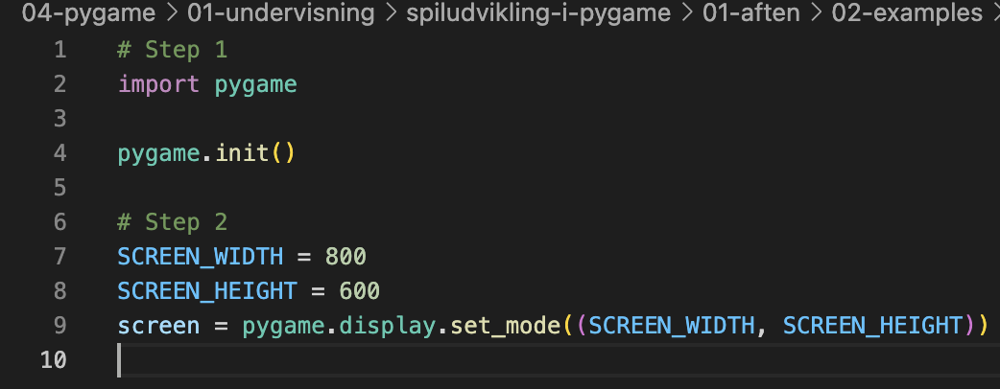 04-pygame > 01-undervisning > spiludvikling-i-pygame > 01-aften > 02-examples >
1 # Step 1
2 import pygame
3
4 pygame.init()
5
6 # Step 2
7 SCREEN_WIDTH = 800
8 SCREEN_HEIGHT = 600
9 screen = pygame.display.set_mode((SCREEN_WIDTH, SCREEN_HEIGHT))
10